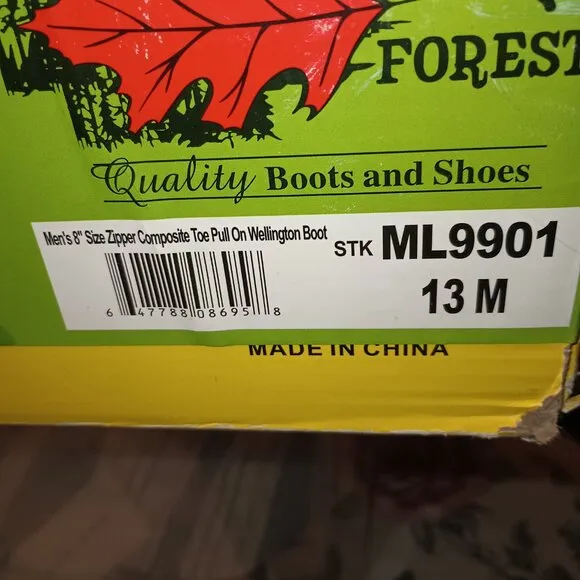 FOREST
Quality Boots and Shoes
Men's 8" Size Zipper Composite Toe Pull On Wellington Boot
STK ML9901
13 M
6 47788 08695 8
MADE IN CHINA